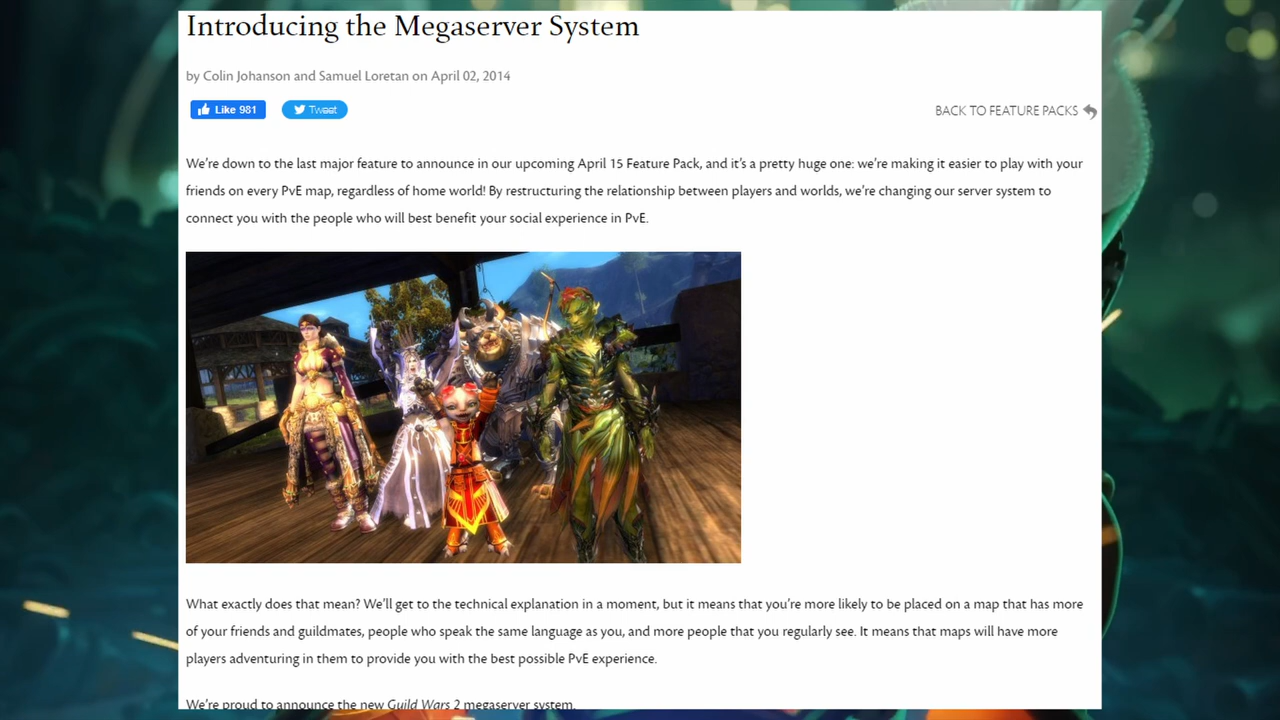 Introducing the Megaserver System
by Colin Johanson and Samuel Loretan on April 02, 2014
Like 981
Tweet
BACK TO FEATURE PACKS
We’re down to the last major feature to announce in our upcoming April 15 Feature Pack, and it’s a pretty huge one: we’re making it easier to play with your
friends on every PvE map, regardless of home world! By restructuring the relationship between players and worlds, we’re changing our server system to
connect you with the people who will best benefit your social experience in PvE.
What exactly does that mean? We’ll get to the technical explanation in a moment, but it means that you’re more likely to be placed on a map that has more
of your friends and guildmates, people who speak the same language as you, and more people that you regularly see. It means that maps will have more
players adventuring in them to provide you with the best possible PvE experience.
We’re proud to announce the new Guild Wars 2 megaserver system.